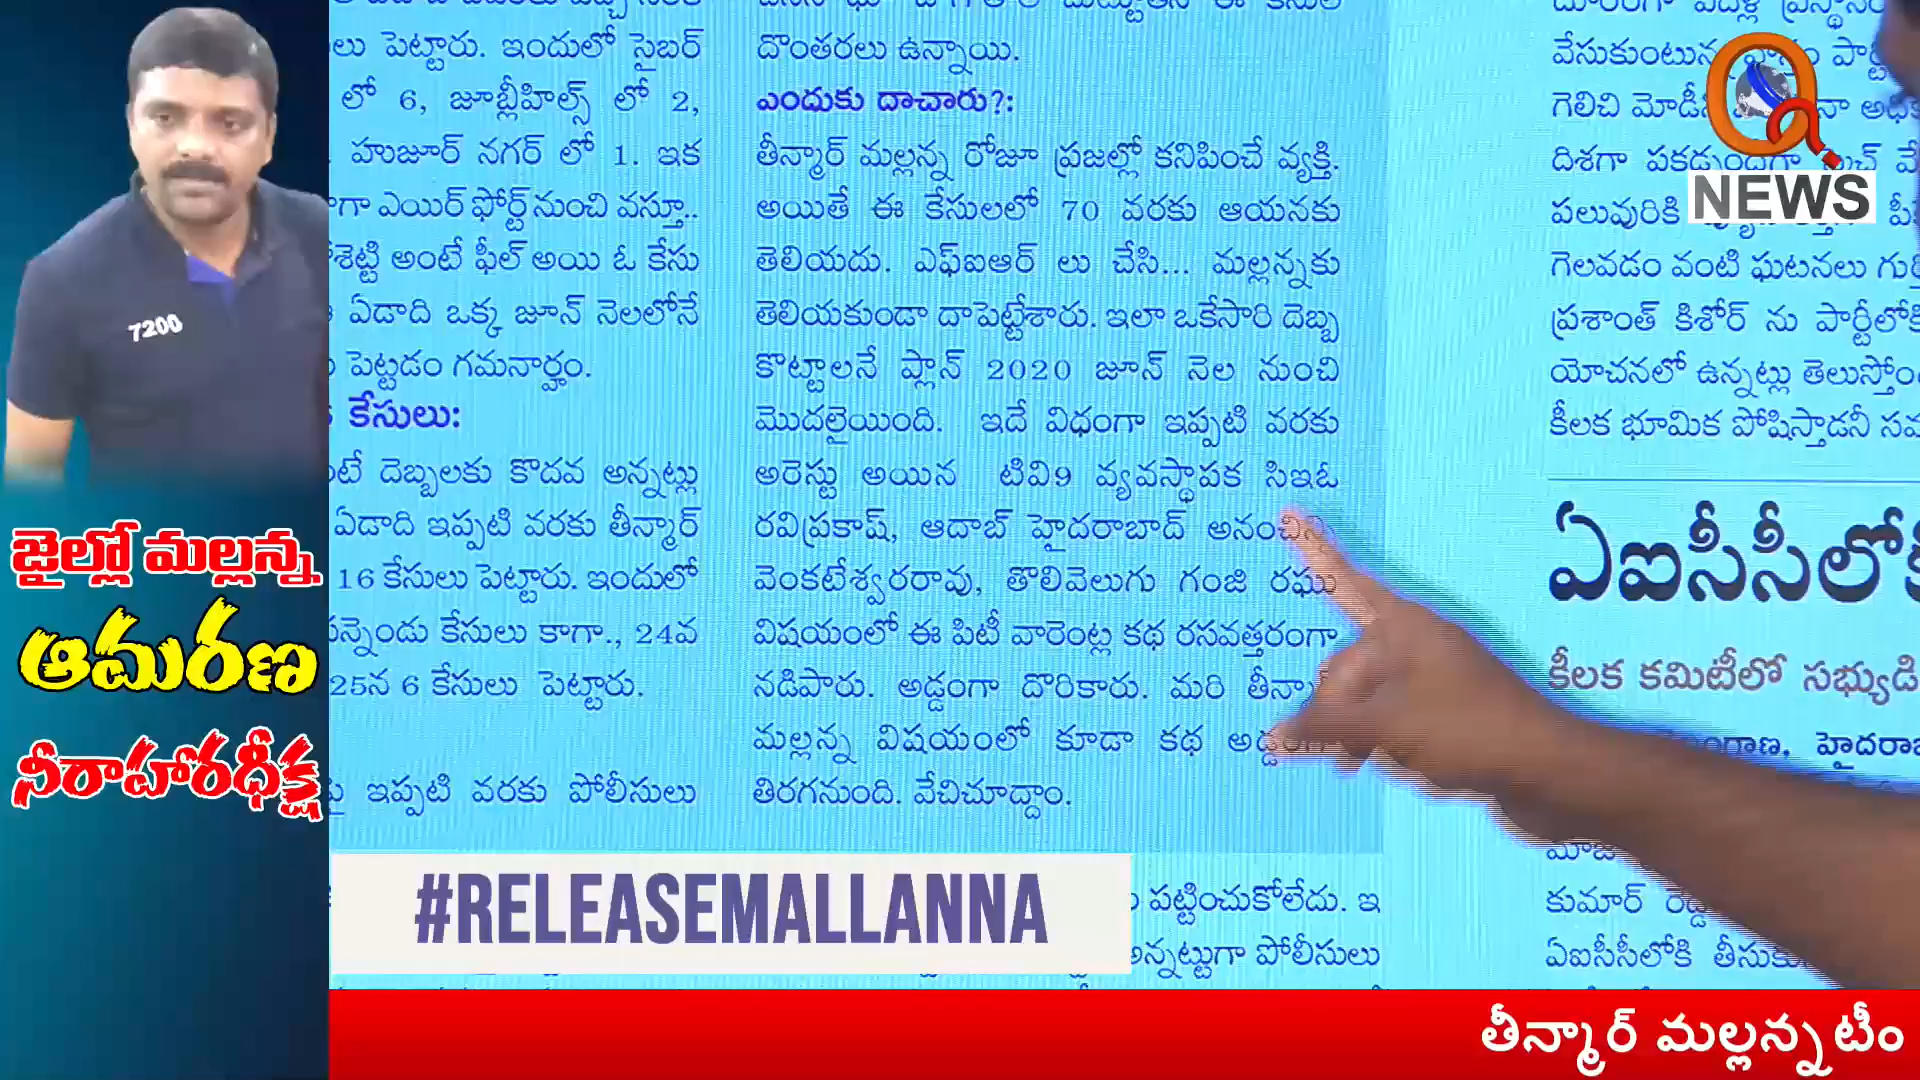 7200
జైల్లో మల్లన్న
ఆమరణ
నీరాహారధీక్ష
లు పెట్టారు. ఇందులో సైబర్
లో 6, జూబ్లీహిల్స్ లో 2,
హుజూర్ నగర్ లో 1. ఇక
ఎయిర్ ఫోర్ట్ నుంచి వస్తూ..
అంటే ఫీల్ అయి ఓ కేసు
ఏడాది ఒక్క జూన్ నెలలోనే
పెట్టడం గమనార్హం.
కేసులు:
దెబ్బలకు కొదవ అన్నట్లు
ఏడాది ఇప్పటి వరకు తీన్మార్
16 కేసులు పెట్టారు. ఇందులో
కేసులు కాగా., 24వ
25న 6 కేసులు పెట్టారు.
ఇప్పటి వరకు పోలీసులు
దొంతరలు ఉన్నాయి.
ఎందుకు దాచారు?:
తీన్మార్ మల్లన్న రోజూ ప్రజల్లో కనిపించే వ్యక్తి.
అయితే ఈ కేసులలో 70 వరకు ఆయనకు
తెలియదు. ఎఫ్ఐఆర్ లు చేసి... మల్లన్నకు
తెలియకుండా దాపెట్టేశారు. ఇలా ఒకేసారి దెబ్బ
కొట్టాలనే ప్లాన్ 2020 జూన్ నెల నుంచి
మొదలైయింది. ఇదే విధంగా ఇప్పటి వరకు
అరెస్టు అయిన టివి9 వ్యవస్థాపక సిఇఓ
రవిప్రకాష్, ఆదాబ్ హైదరాబాద్
వెంకటేశ్వరరావు, తొలివెలుగు గంజి రఘు
విషయంలో ఈ పిటీ వారెంట్ల కథ రసవత్తరంగా
నడిపారు. అడ్డంగా దొరికారు. మరి
మల్లన్న విషయంలో కూడా కథ
తిరగనుంది. వేచిచూద్దాం.
పట్టించుకోలేదు. ఇ
అన్నట్టుగా పోలీసులు
గెలిచి
దిశగా
పలువురికి
గెలవడం వంటి ఘటనలు
ప్రశాంత్ కిశోర్ ను
యోచనలో ఉన్నట్లు
కీలక భూమిక పోషిస్తాడనీ
ఏఐసీసీలో
కీలక కమిటీలో
కుమార్
ఏఐసీసీలోకి
Q
NEWS
#RELEASEMALLANNA
తీన్మార్ మల్లన్న టీం